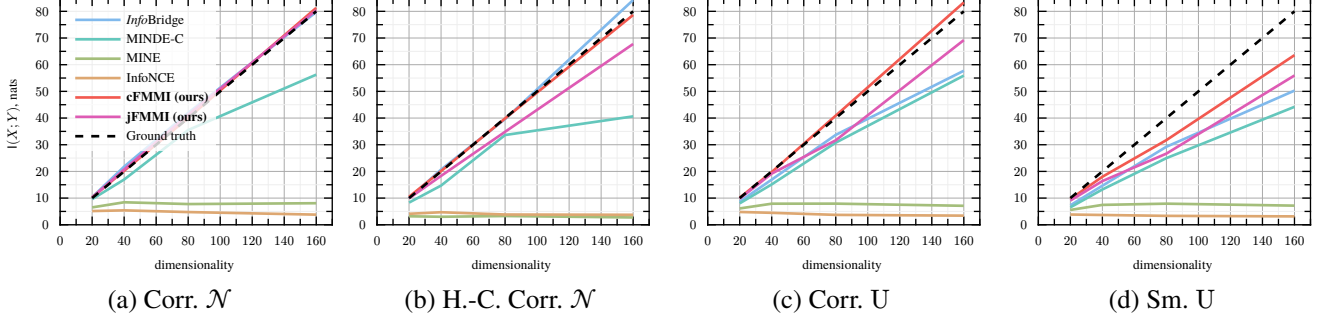 I(X;Y), nats
80
70
60
50
40
30
20
10
0
0 20 40 60 80 100 120 140 160
dimensionality
InfoBridge
MINDE-C
MINE
InfoNCE
cFMMI (ours)
jFMMI (ours)
Ground truth
(a) Corr. 𝒩
80
70
60
50
40
30
20
10
0
0 20 40 60 80 100 120 140 160
dimensionality
(b) H.-C. Corr. 𝒩
80
70
60
50
40
30
20
10
0
0 20 40 60 80 100 120 140 160
dimensionality
(c) Corr. U
80
70
60
50
40
30
20
10
0
0 20 40 60 80 100 120 140 160
dimensionality
(d) Sm. U